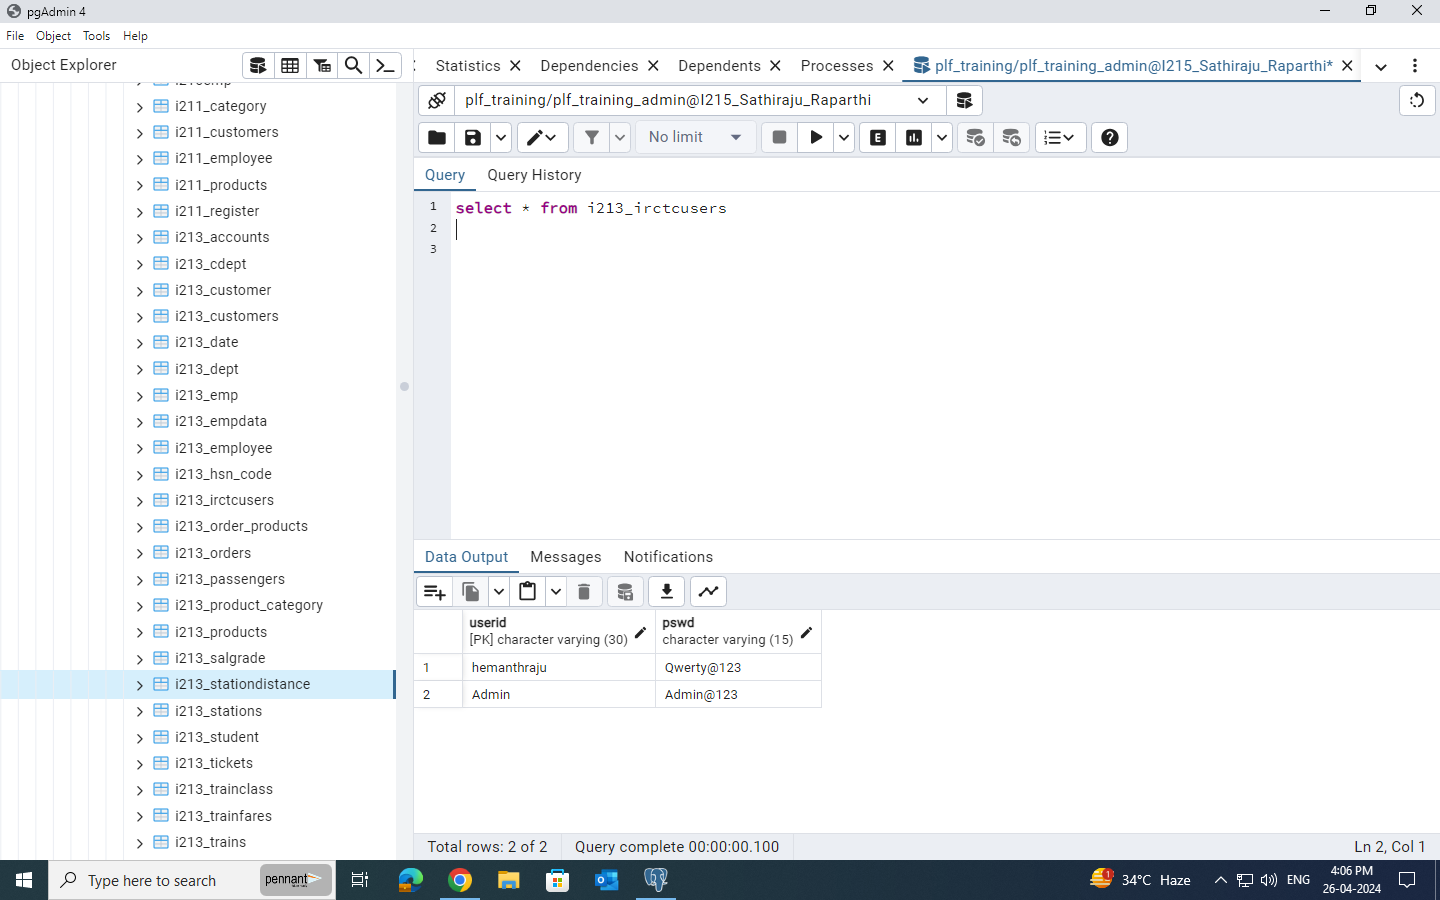 pgAdmin 4
File Object Tools Help
Object Explorer
Statistics
Dependencies
Dependents
Processes
plf_training/plf_training_admin@I215_Sathiraju_Raparthi*
i211_category
i211_customers
i211_employee
i211_products
i211_register
i213_accounts
i213_cdept
i213_customer
i213_customers
i213_date
i213_dept
i213_emp
i213_empdata
i213_employee
i213_hsn_code
i213_irctcusers
i213_order_products
i213_orders
i213_passengers
i213_product_category
i213_products
i213_salgrade
i213_stationdistance
i213_stations
i213_student
i213_tickets
i213_trainclass
i213_trainfares
i213_trains
plf_training/plf_training_admin@I215_Sathiraju_Raparthi
No limit
E
Query Query History
1 select * from i213_irctcusers
2
3
Data Output Messages Notifications
userid pswd
[PK] character varying (30) character varying (15)
1 hemanthraju Qwerty@123
2 Admin Admin@123
Total rows: 2 of 2 Query complete 00:00:00.100 Ln 2, Col 1
Type here to search
pennant
1
34°C Haze
ENG
4:06 PM
26-04-2024